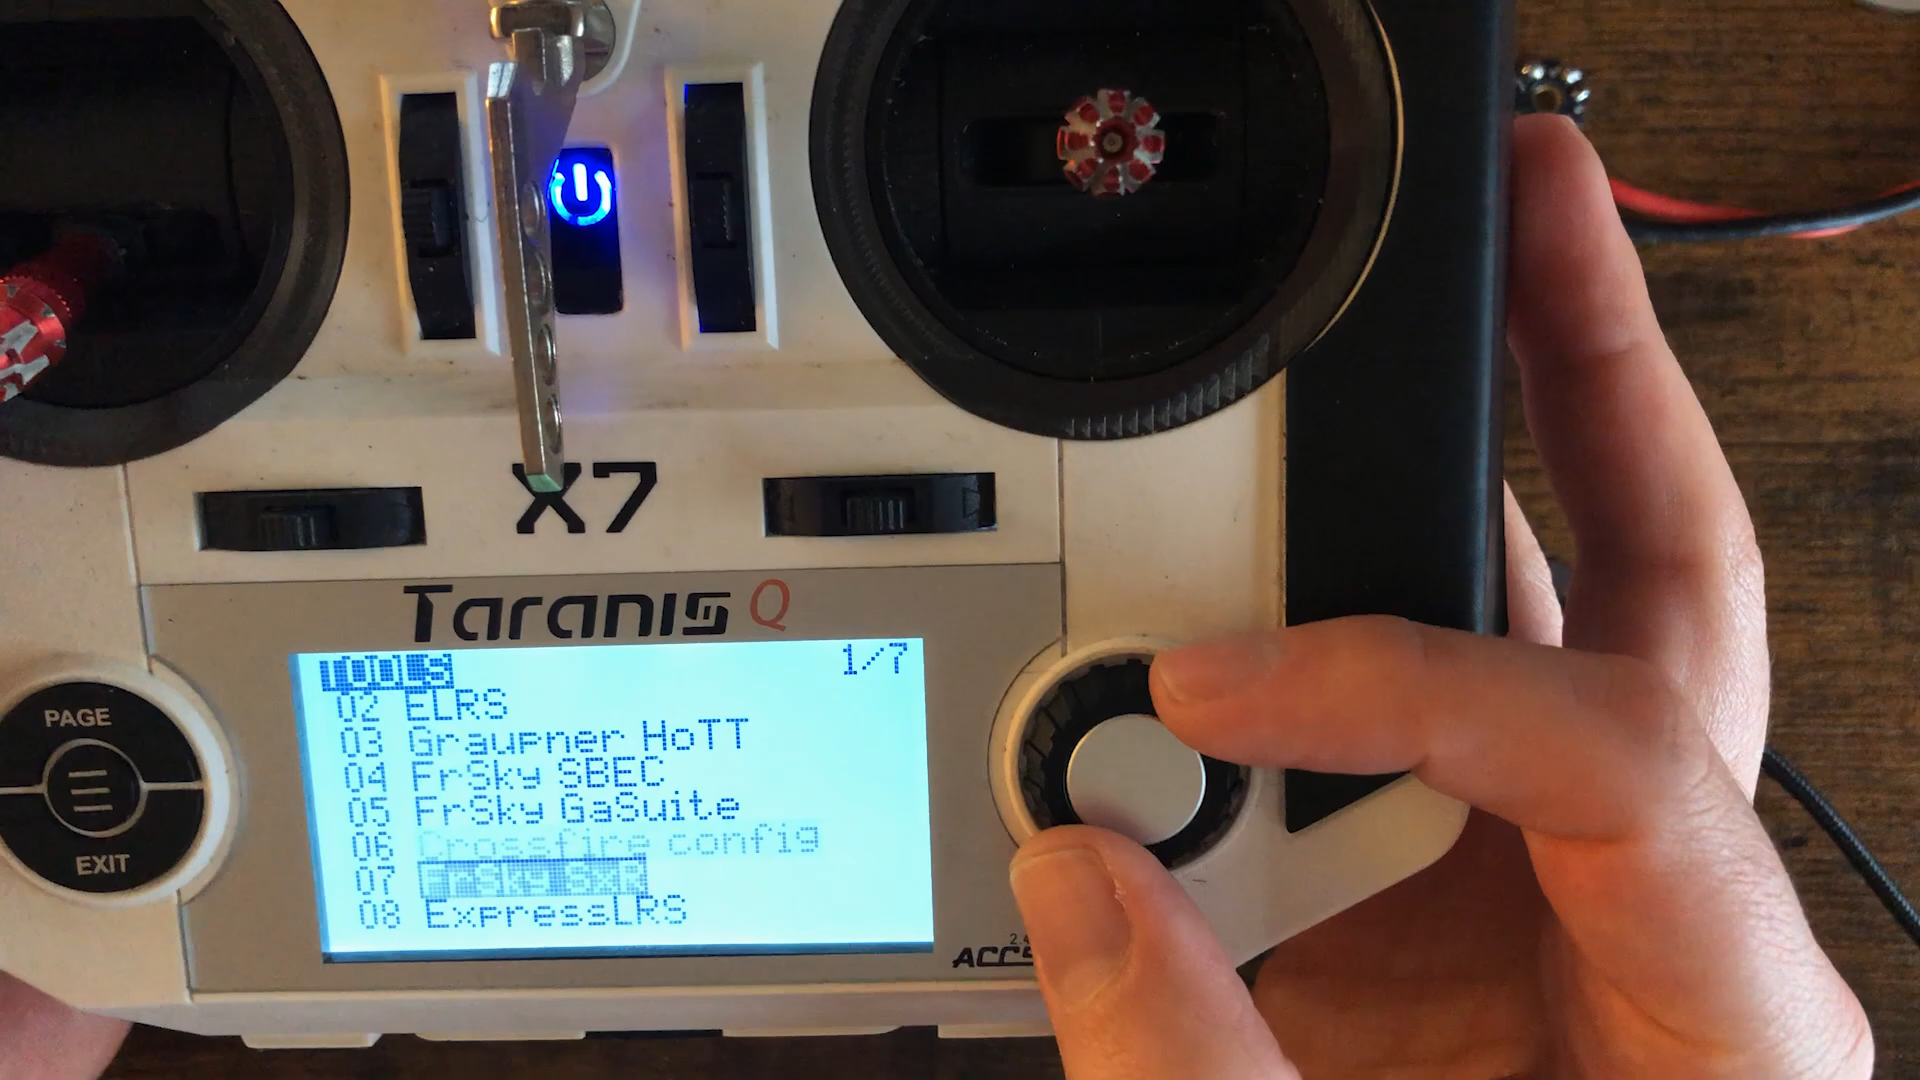 X7
Taranis Q
TOOLS 1/7
02 ELRS
03 Graupner HoTT
04 FrSky SBEC
05 FrSky GaSuite
06 Crossfire config
07 FrSky SXR
08 ExpressLRS
PAGE
EXIT